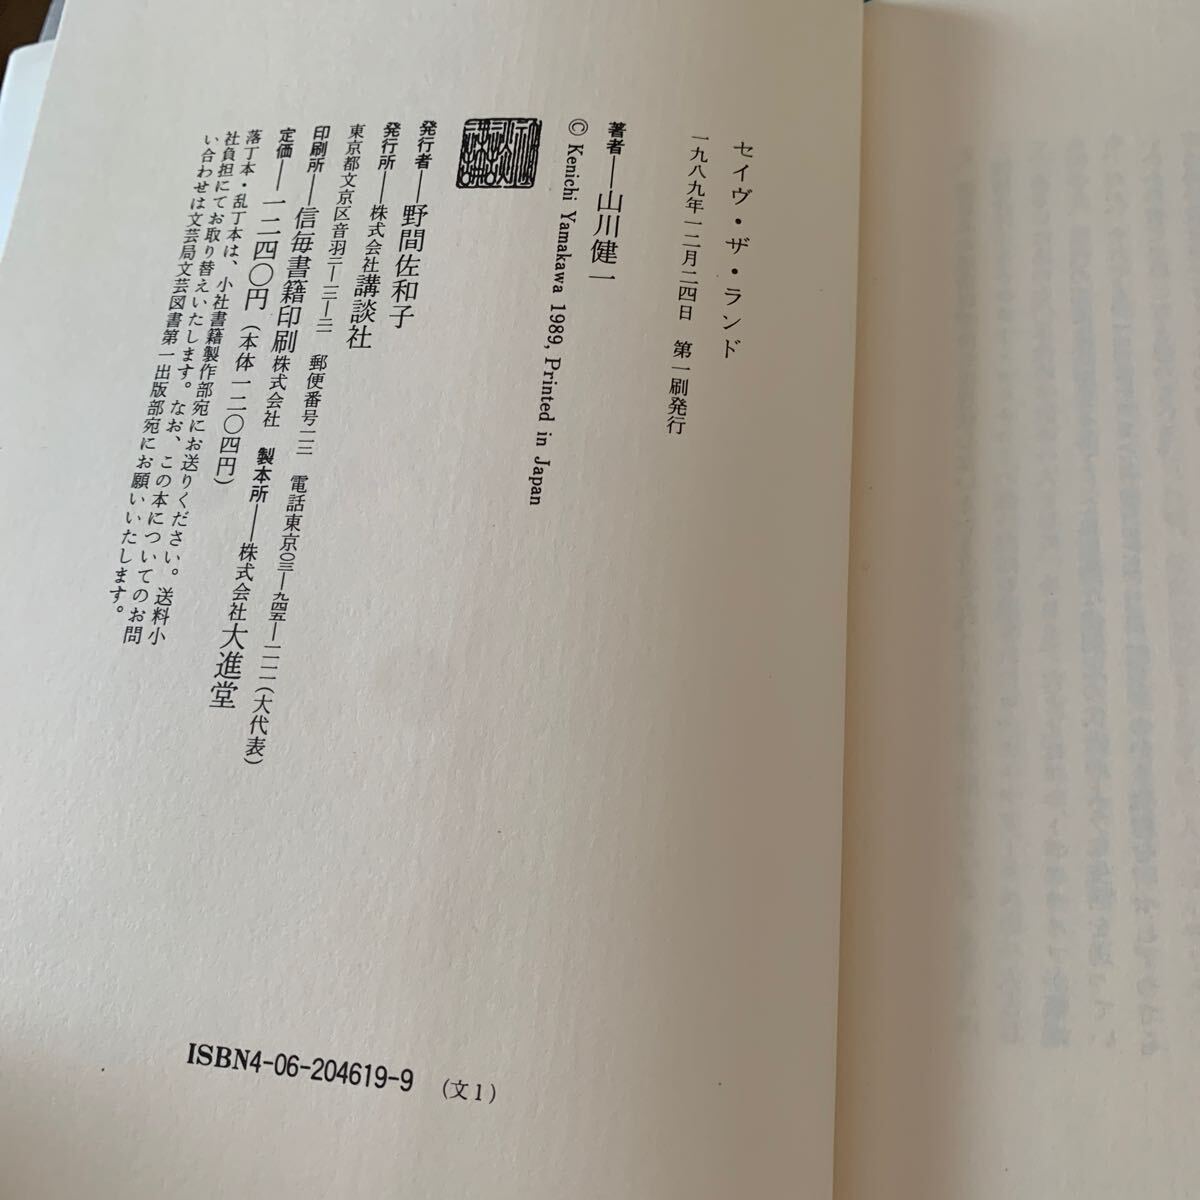 セイヴ・ザ・ランド
一九八九年一二月二四日　第一刷発行
著者——山川健一
© Kenichi Yamakawa 1989, Printed in Japan
発行者——野間佐和子
発行所——株式会社講談社
東京都文京区音羽二—一二—二一　郵便番号一一二　電話東京〇三—九四五—一一一一（大代表）
印刷所——信毎書籍印刷株式会社　製本所——株式会社大進堂
定価——一二四〇円（本体一二〇四円）
落丁本・乱丁本は、小社書籍製作部宛にお送りください。送料小
社負担にてお取り替えいたします。なお、この本についてのお問
い合わせは文芸局文芸図書第一出版部宛にお願いいたします。
ISBN4-06-204619-9　（文1）